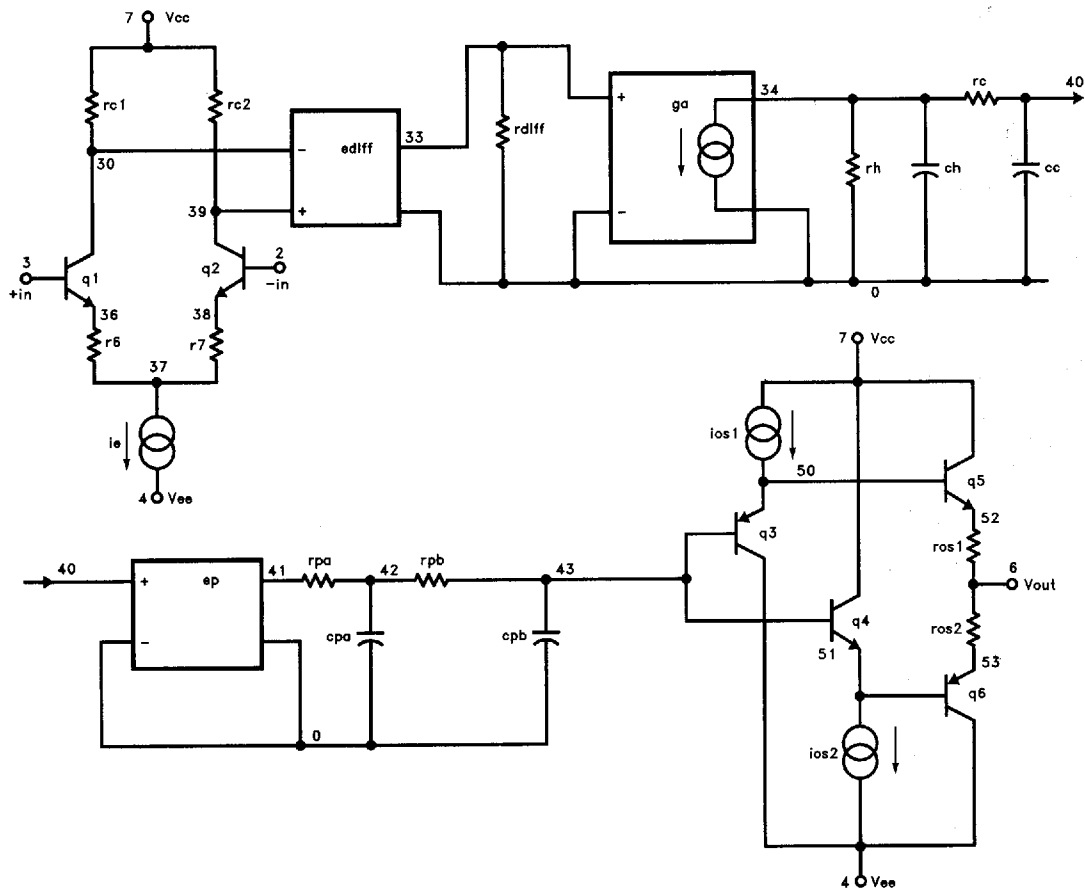 7 Vcc
rc1
rc2
30
39
3
+in
q1
q2
2
-in
36
38
r6
r7
37
ie
4 Vee
-
ediff
+
33
rdiff
+
ga
-
34
rh
ch
rc
cc
40
0
40
+
ep
-
41
rpa
42
rpb
43
cpa
cpb
0
7 Vcc
ios1
50
q3
q4
51
ios2
q5
52
ros1
6
Vout
ros2
53
q6
4 Vee